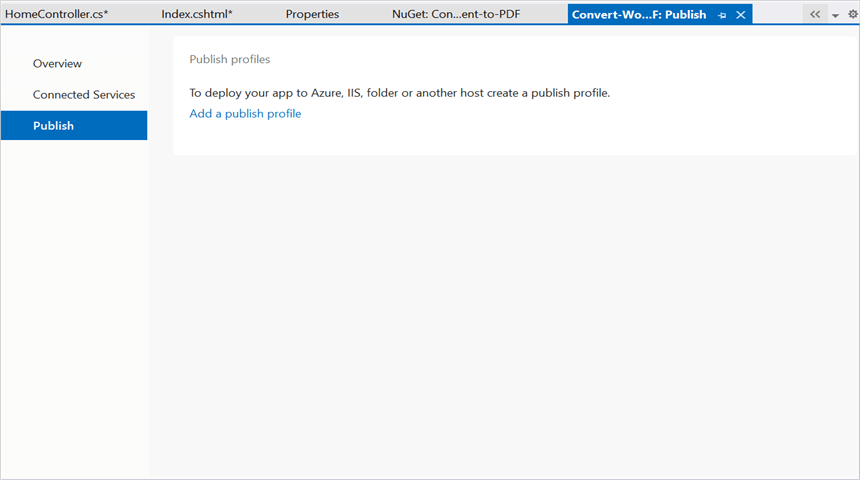 HomeController.cs* Index.cshtml* Properties NuGet: Con...ent-to-PDF Convert-Wo...F: Publish
Overview
Connected Services
Publish
Publish profiles
To deploy your app to Azure, IIS, folder or another host create a publish profile.
Add a publish profile